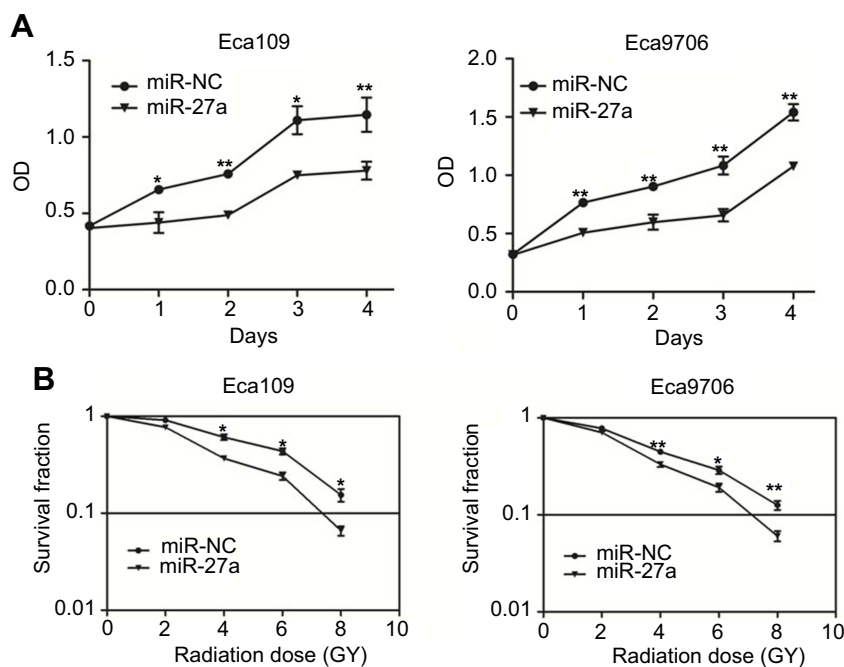 A
Eca109
1.5
1.0
0.5
0.0
OD
miR-NC
miR-27a
*
**
*
**
0
1
2
3
4
Days
Eca9706
2.0
1.5
1.0
0.5
0.0
OD
miR-NC
miR-27a
**
**
**
**
0
1
2
3
4
Days
B
Eca109
1
0.1
0.01
Survival fraction
*
*
*
miR-NC
miR-27a
0
2
4
6
8
10
Radiation dose (GY)
Eca9706
1
0.1
0.01
Survival fraction
**
*
**
miR-NC
miR-27a
0
2
4
6
8
10
Radiation dose (GY)